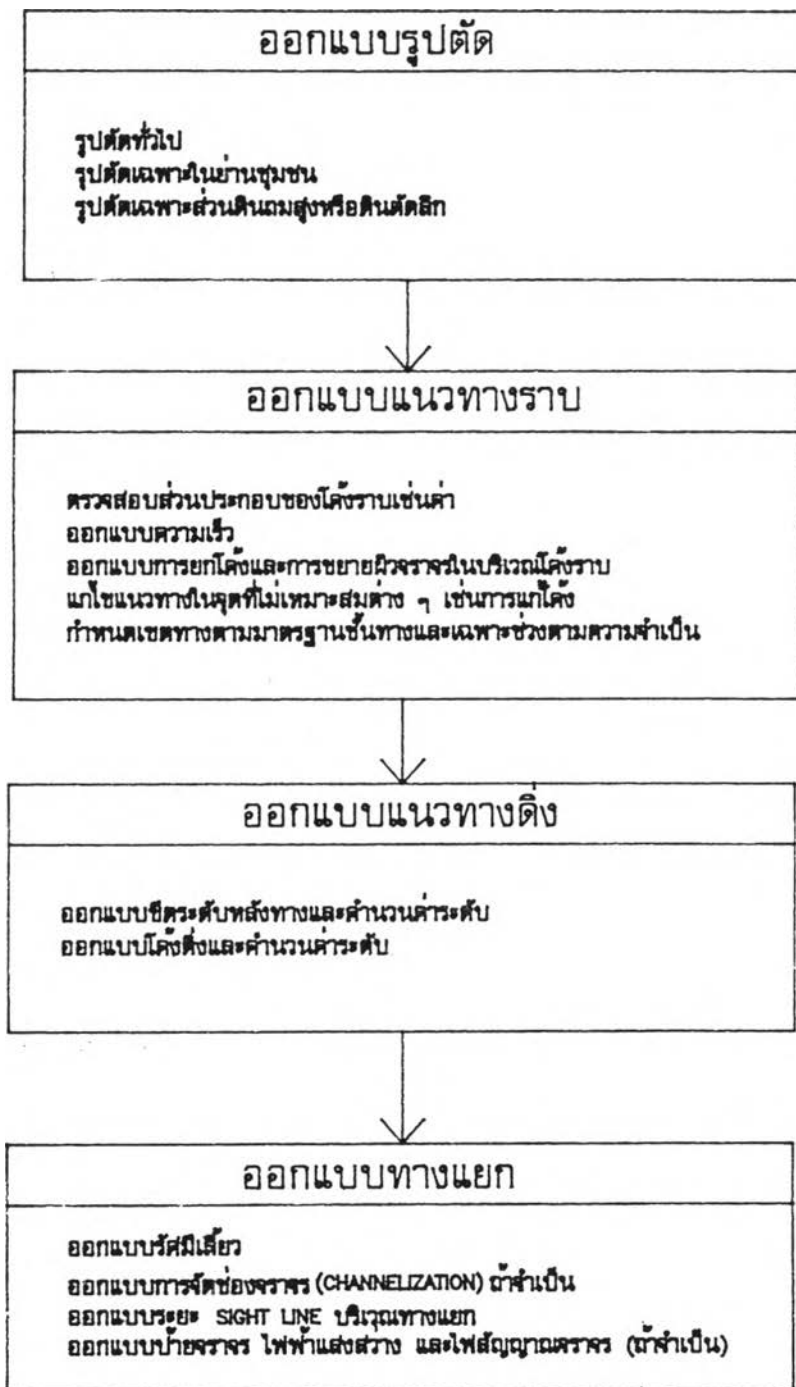 ออกแบบรูปตัด
รูปตัดทั่วไป
รูปตัดเฉพาะในย่านชุมชน
รูปตัดเฉพาะส่วนดินถมสูงหรือดินตัดลึก
ออกแบบแนวทางราบ
ตรวจสอบส่วนประกอบของโค้งราบเช่นค่า
ออกแบบความเร็ว
ออกแบบการยกโค้งและการขยายผิวจราจรในบริเวณโค้งราบ
แก้ไขแนวทางในจุดที่ไม่เหมาะสมต่าง ๆ เช่นการแก้โค้ง
กำหนดเขตทางตามมาตรฐานชั้นทางและเฉพาะช่วงตามความจำเป็น
ออกแบบแนวทางดิ่ง
ออกแบบขีดระดับหลังทางและคำนวนค่าระดับ
ออกแบบโค้งดิ่งและคำนวนค่าระดับ
ออกแบบทางแยก
ออกแบบรัศมีเลี้ยว
ออกแบบการจัดช่องจราจร (CHANNELIZATION) ถ้าจำเป็น
ออกแบบระยะ SIGHT LINE บริเวณทางแยก
ออกแบบป้ายจราจร ไฟฟ้าแสงสว่าง และไฟสัญญาณจราจร (ถ้าจำเป็น)